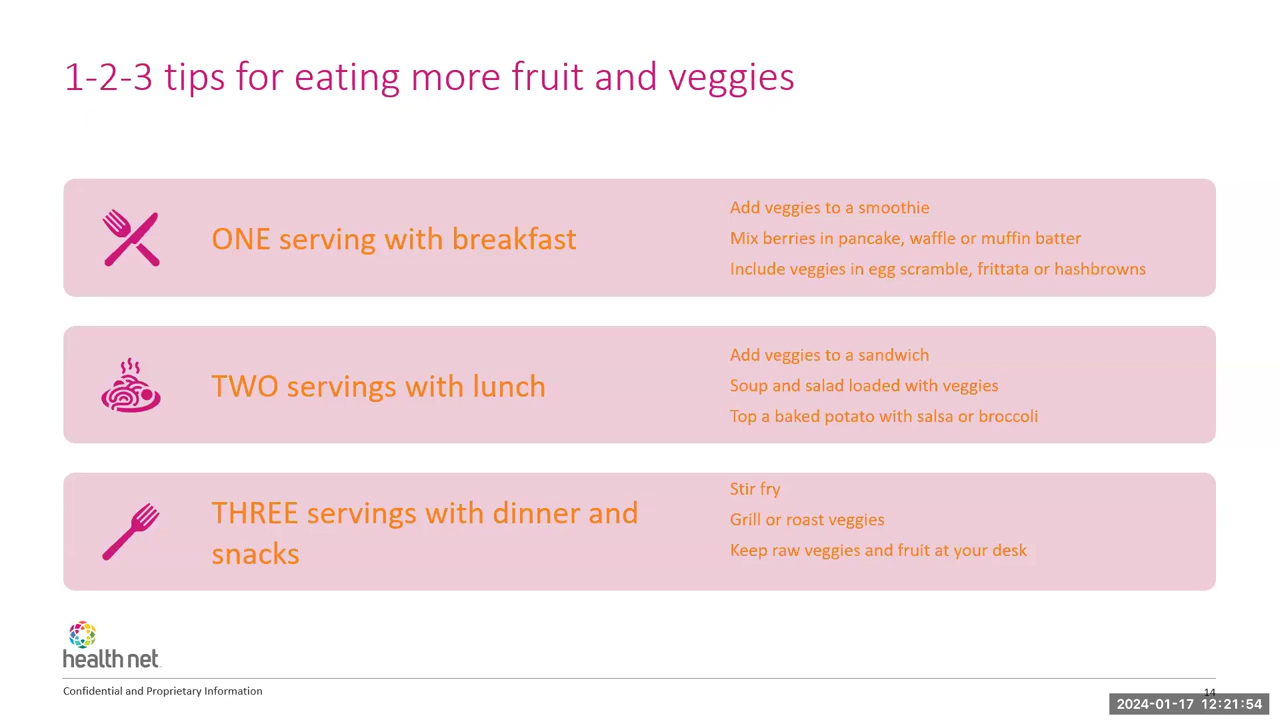 1-2-3 tips for eating more fruit and veggies
ONE serving with breakfast
Add veggies to a smoothie
Mix berries in pancake, waffle or muffin batter
Include veggies in egg scramble, frittata or hashbrowns
TWO servings with lunch
Add veggies to a sandwich
Soup and salad loaded with veggies
Top a baked potato with salsa or broccoli
THREE servings with dinner and
snacks
Stir fry
Grill or roast veggies
Keep raw veggies and fruit at your desk
health net
Confidential and Proprietary Information
14
2024-01-17 12:21:54